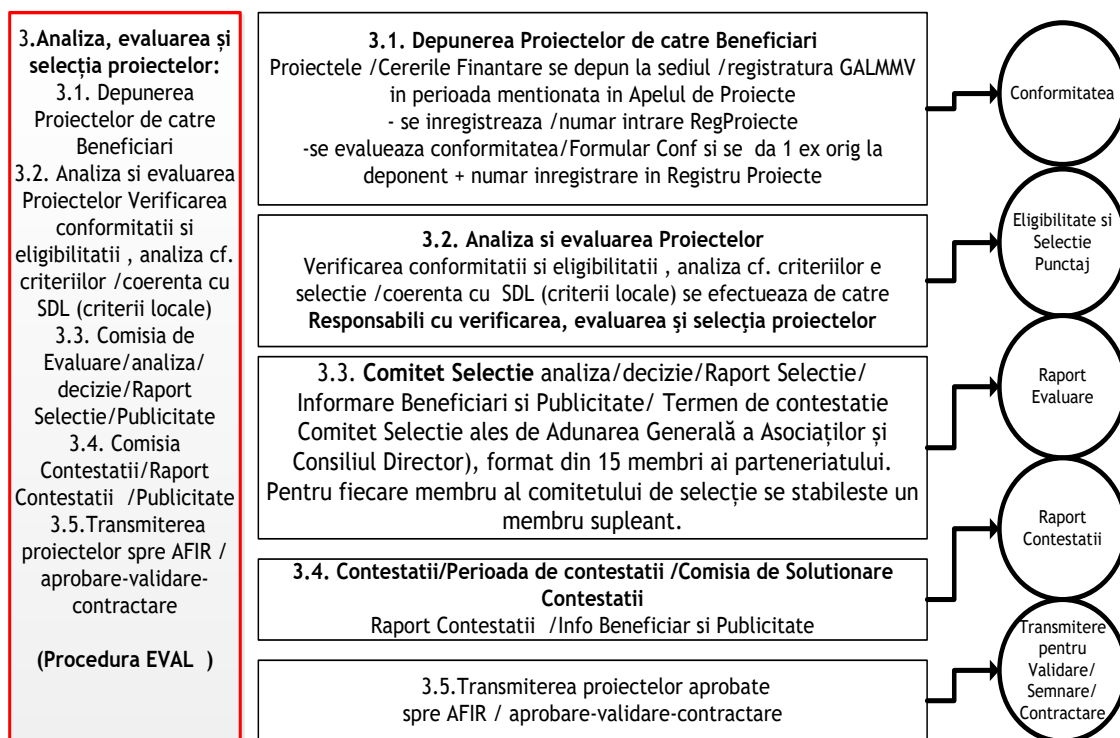 3.Analiza, evaluarea și
selecția proiectelor:
3.1. Depunerea
Proiectelor de catre
Beneficiari
3.2. Analiza si evaluarea
Proiectelor Verificarea
conformitatii si
eligibilitatii , analiza cf.
criteriilor /coerenta cu
SDL (criterii locale)
3.3. Comisia de
Evaluare/analiza/
decizie/Raport
Selectie/Publicitate
3.4. Comisia
Contestatii/Raport
Contestatii /Publicitate
3.5.Transmiterea
proiectelor spre AFIR /
aprobare-validare-
contractare
(Procedura EVAL )
3.1. Depunerea Proiectelor de catre Beneficiari
Proiectele /Cererile Finantare se depun la sediul /registratura GALMMV
in perioada mentionata in Apelul de Proiecte
- se inregistreaza /numar intrare RegProiecte
-se evalueaza conformitatea/Formular Conf si se da 1 ex orig la
deponent + numar inregistrare in Registru Proiecte
Conformitatea
3.2. Analiza si evaluarea Proiectelor
Verificarea conformitatii si eligibilitatii , analiza cf. criteriilor e
selectie /coerenta cu SDL (criterii locale) se efectueaza de catre
Responsabili cu verificarea, evaluarea şi selecția proiectelor
Eligibilitate si
Selectie
Punctaj
3.3. Comitet Selectie analiza/decizie/Raport Selectie/
Informare Beneficiari si Publicitate/ Termen de contestatie
Comitet Selectie ales de Adunarea Generală a Asociaților și
Consiliul Director), format din 15 membri ai parteneriatului.
Pentru fiecare membru al comitetului de selecție se stabileste un
membru supleant.
Raport
Evaluare
3.4. Contestatii/Perioada de contestatii /Comisia de Solutionare
Contestatii
Raport Contestatii /Info Beneficiar si Publicitate
Raport
Contestatii
3.5.Transmiterea proiectelor aprobate
spre AFIR / aprobare-validare-contractare
Transmitere
pentru
Validare/
Semnare/
Contractare